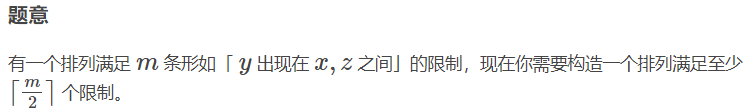 题意
有一个排列满足 m 条形如「 y 出现在 x, z 之间」的限制，现在你需要构造一个排列满足至少
⌈m/2⌉ 个限制。